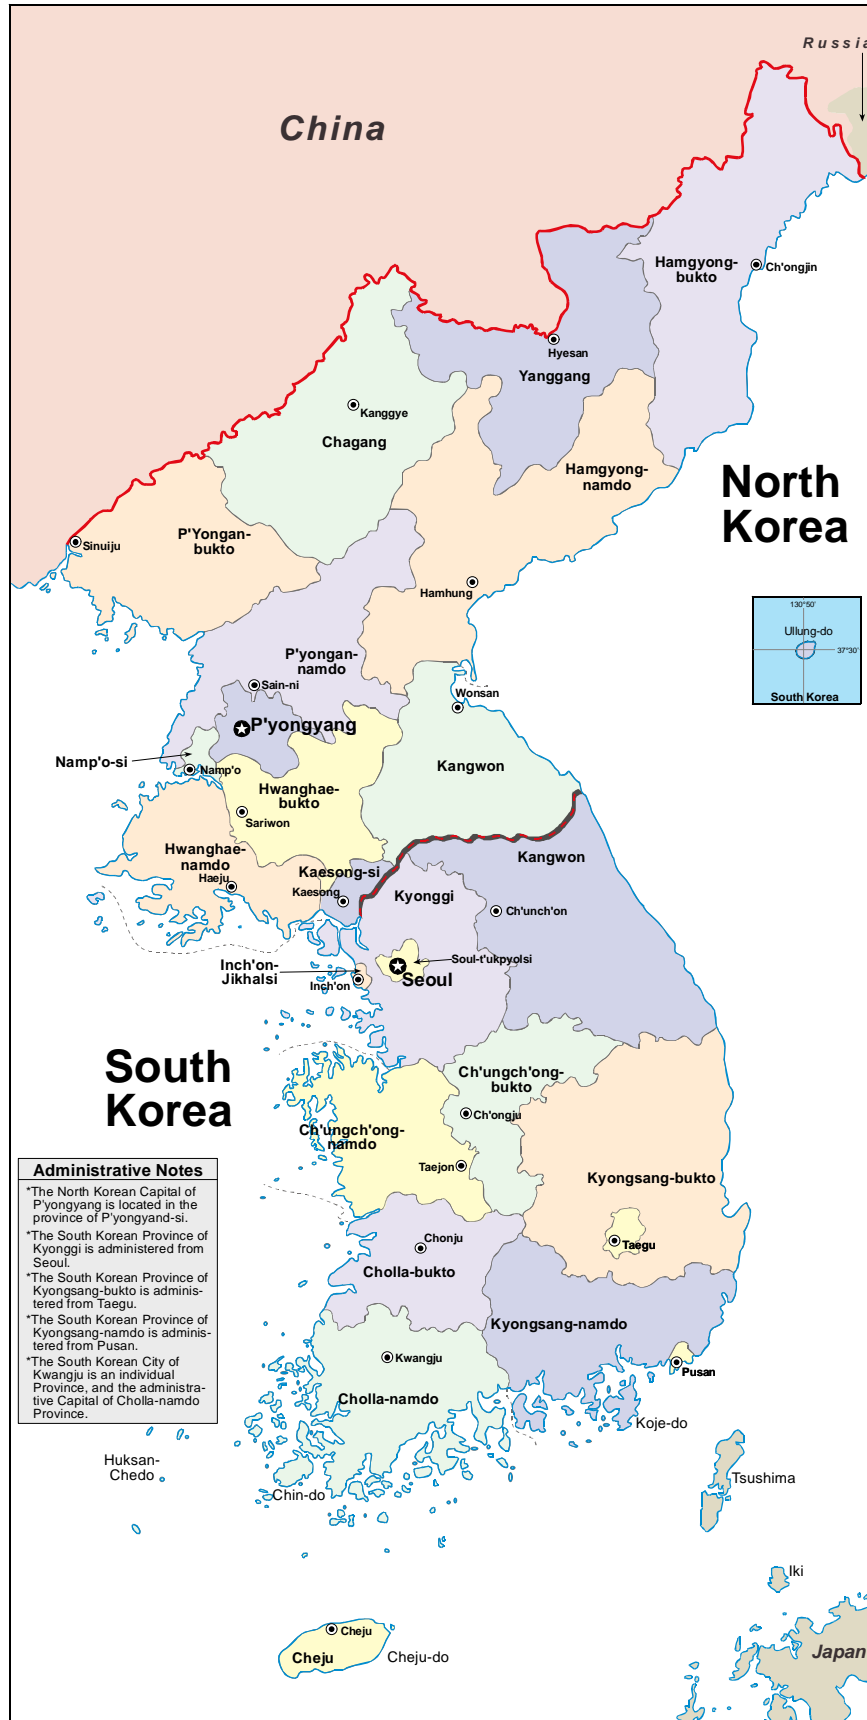 Russia
China
Hamgyong-
bukto
Ch'ongjin
Hyesan
Yanggang
Kanggye
Chagang
Hamgyong-
namdo
North
Korea
P'Yongan-
bukto
Sinuiju
Hamhung
130°50'
Ullung-do
37°30'
South Korea
P'yongan-
namdo
Sain-ni
Wonsan
P'yongyang
Namp'o-si
Namp'o
Kangwon
Hwanghae-
bukto
Sariwon
Hwanghae-
namdo
Haeju
Kaesong-si
Kaesong
Kangwon
Kyonggi
Ch'unch'on
Soul-t'ukpyolsi
Inch'on-
Jikhalsi
Inch'on
Seoul
South
Korea
Ch'ungch'ong-
bukto
Ch'ongju
Ch'ungch'ong-
namdo
Taejon
Kyongsang-bukto
Taegu
Administrative Notes
*The North Korean Capital of
P'yongyang is located in the
province of P'yongyand-si.
*The South Korean Province of
Kyonggi is administered from
Seoul.
*The South Korean Province of
Kyongsang-bukto is adminis-
tered from Taegu.
*The South Korean Province of
Kyongsang-namdo is adminis-
tered from Pusan.
*The South Korean City of
Kwangju is an individual
Province, and the administra-
tive Capital of Cholla-namdo
Province.
Chonju
Cholla-bukto
Kyongsang-namdo
Kwangju
Pusan
Cholla-namdo
Koje-do
Huksan-
Chedo
Chin-do
Tsushima
Iki
Cheju
Cheju
Cheju-do
Japan